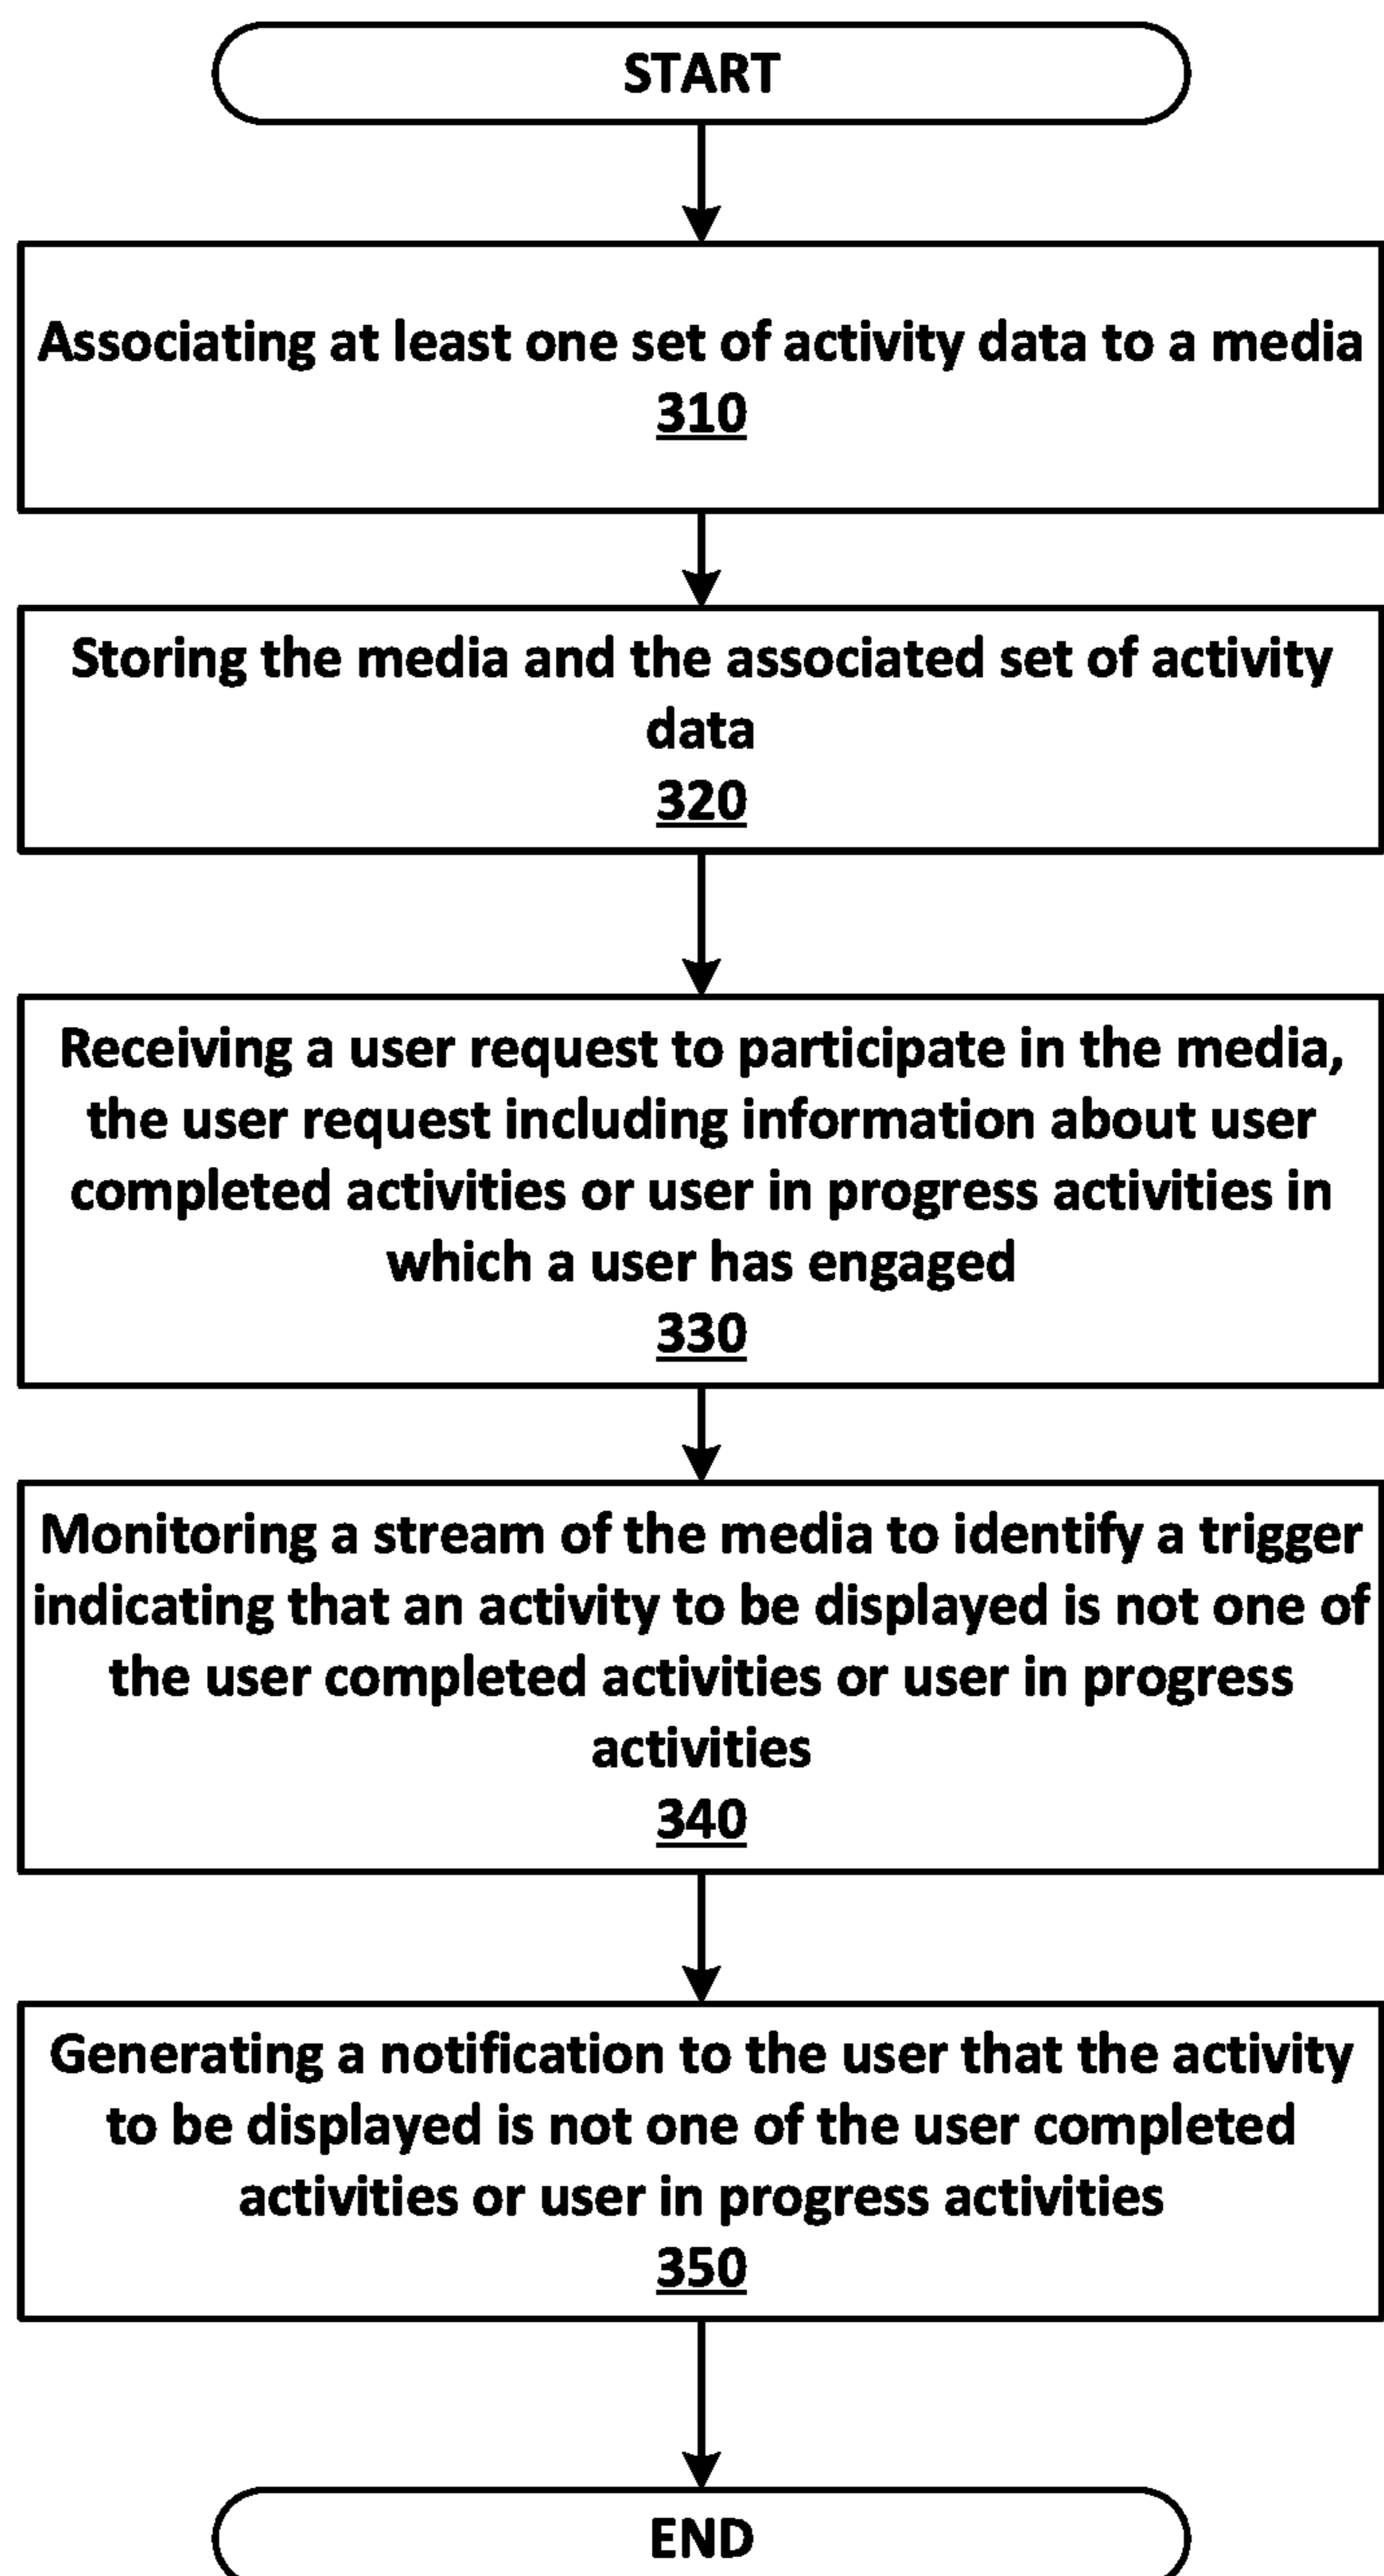 START
Associating at least one set of activity data to a media
310
Storing the media and the associated set of activity
data
320
Receiving a user request to participate in the media,
the user request including information about user
completed activities or user in progress activities in
which a user has engaged
330
Monitoring a stream of the media to identify a trigger
indicating that an activity to be displayed is not one of
the user completed activities or user in progress
activities
340
Generating a notification to the user that the activity
to be displayed is not one of the user completed
activities or user in progress activities
350
END